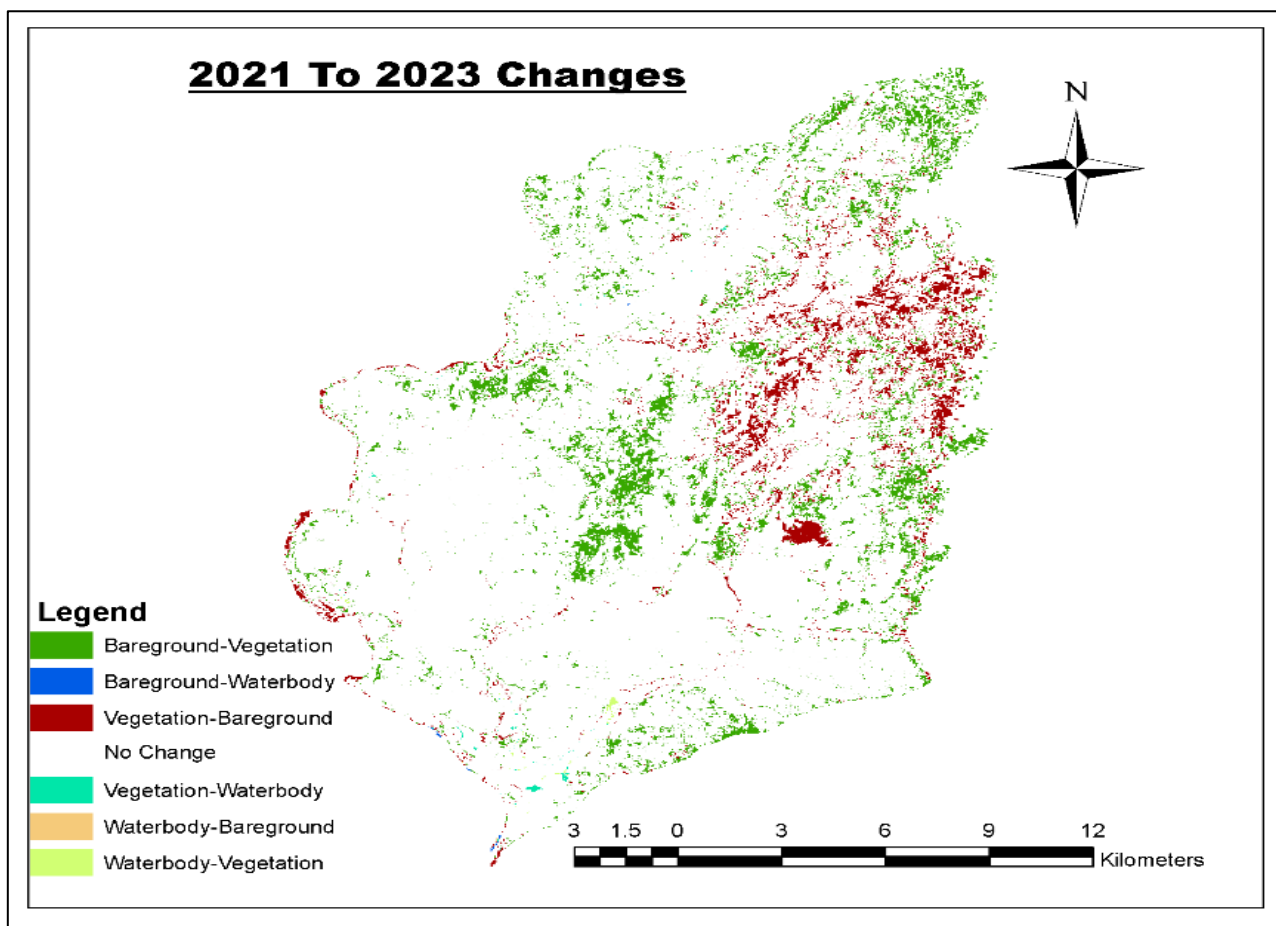 2021 To 2023 Changes
N
Legend
Bareground-Vegetation
Bareground-Waterbody
Vegetation-Bareground
No Change
Vegetation-Waterbody
Waterbody-Bareground
Waterbody-Vegetation
3 1.5 0 3 6 9 12
Kilometers